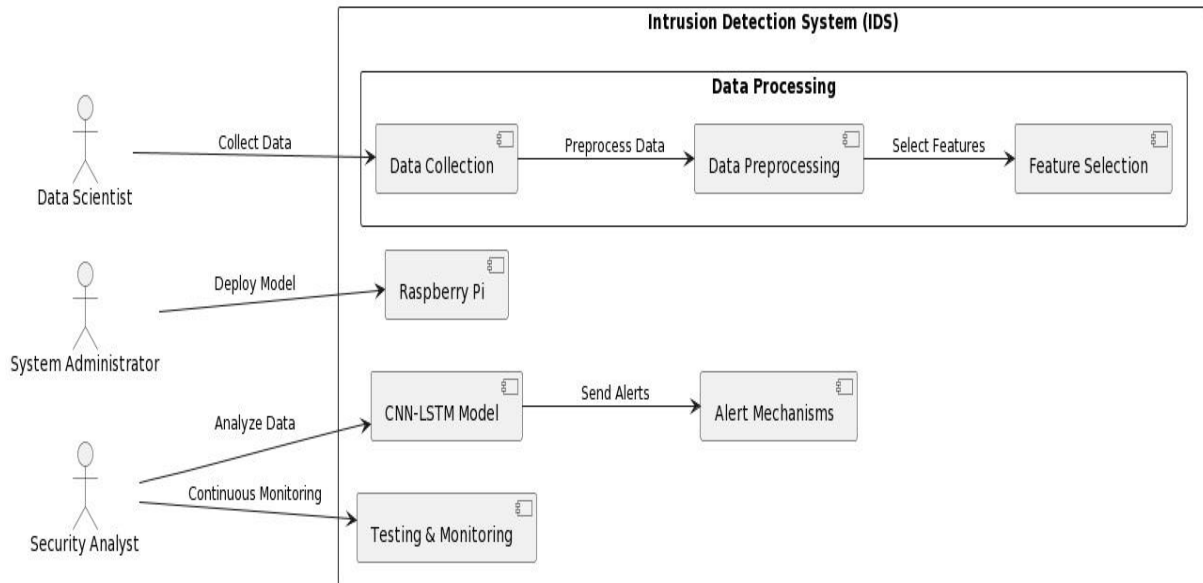 Intrusion Detection System (IDS)
Data Processing
Collect Data
Data Collection
Preprocess Data
Data Preprocessing
Select Features
Feature Selection
Data Scientist
Deploy Model
Raspberry Pi
System Administrator
Analyze Data
CNN-LSTM Model
Send Alerts
Alert Mechanisms
Continuous Monitoring
Testing & Monitoring
Security Analyst